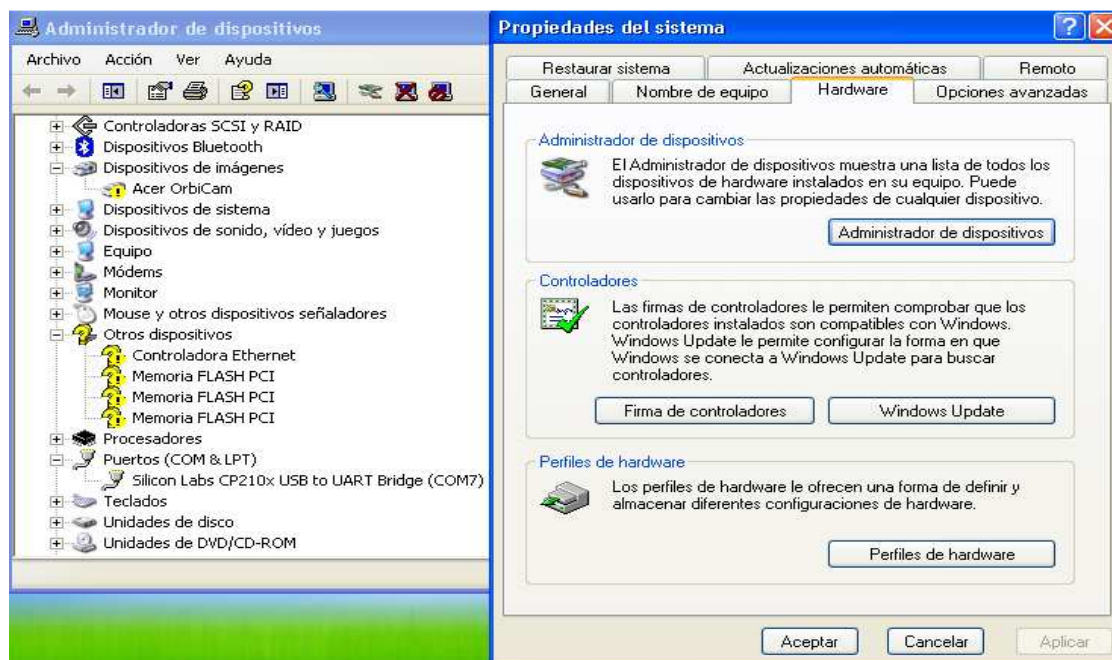 Administrador de dispositivos
Archivo Acción Ver Ayuda
Controladoras SCSI y RAID
Dispositivos Bluetooth
Dispositivos de imágenes
Acer OrbiCam
Dispositivos de sistema
Dispositivos de sonido, vídeo y juegos
Equipo
Módems
Monitor
Mouse y otros dispositivos señaladores
Otros dispositivos
Controladora Ethernet
Memoria FLASH PCI
Memoria FLASH PCI
Memoria FLASH PCI
Procesadores
Puertos (COM & LPT)
Silicon Labs CP210x USB to UART Bridge (COM7)
Teclados
Unidades de disco
Unidades de DVD/CD-ROM
Propiedades del sistema
Restaurar sistema Actualizaciones automáticas Remoto
General Nombre de equipo Hardware Opciones avanzadas
Administrador de dispositivos
El Administrador de dispositivos muestra una lista de todos los
dispositivos de hardware instalados en su equipo. Puede
usarlo para cambiar las propiedades de cualquier dispositivo.
Administrador de dispositivos
Controladores
Las firmas de controladores le permiten comprobar que los
controladores instalados son compatibles con Windows.
Windows Update le permite configurar la forma en que
Windows se conecta a Windows Update para buscar
controladores.
Firma de controladores Windows Update
Perfiles de hardware
Los perfiles de hardware le ofrecen una forma de definir y
almacenar diferentes configuraciones de hardware.
Perfiles de hardware
Aceptar Cancelar Aplicar